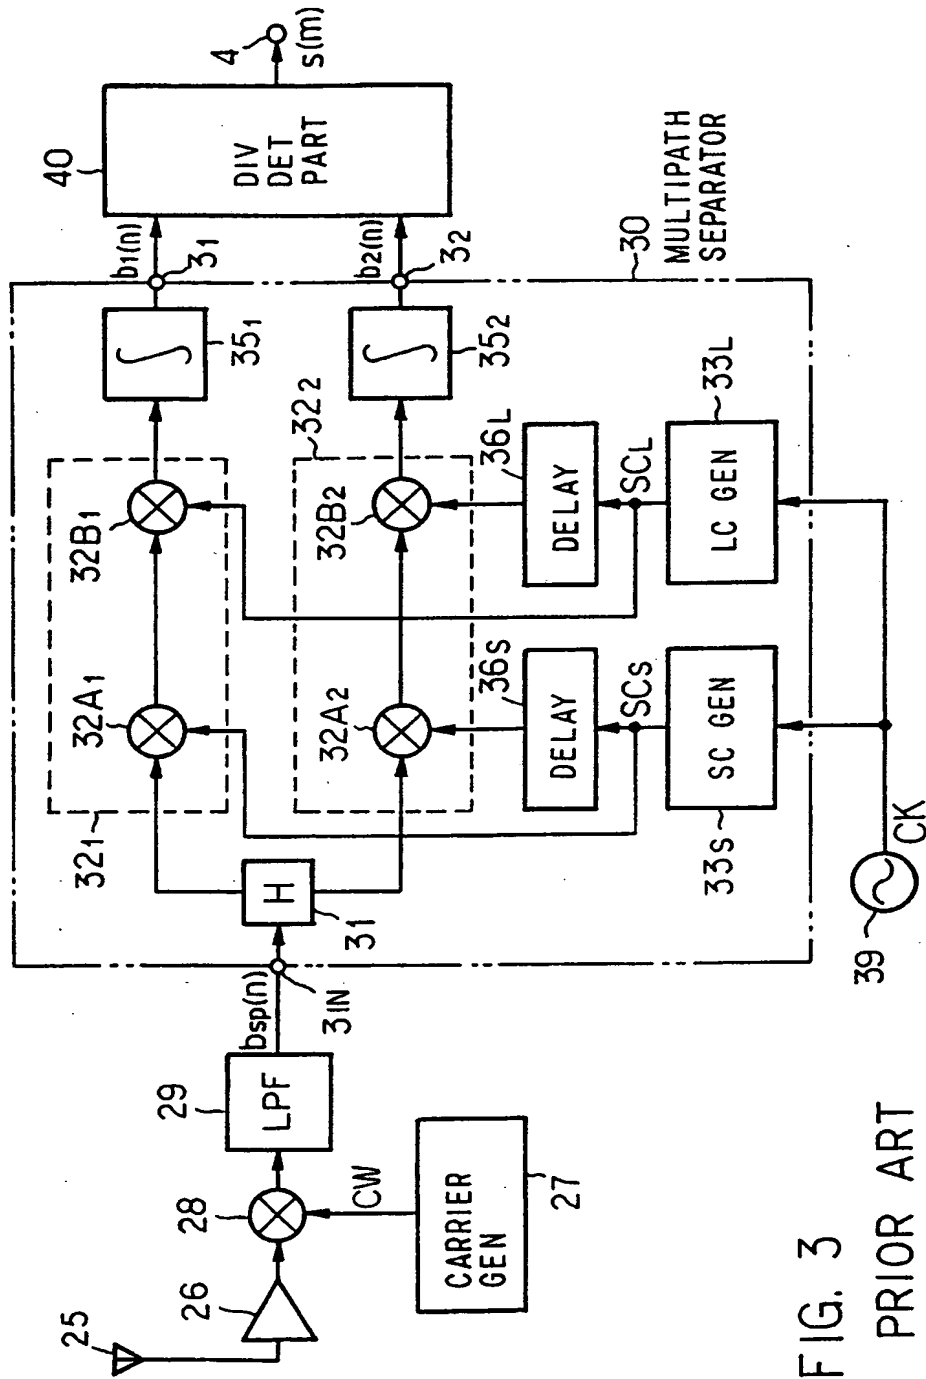 25
26
28
CW
CARRIER
GEN
27
29
LPF
bsp(n)
3IN
31
H
321
32A1
32B1
351
b1(n)
31
322
32A2
32B2
352
b2(n)
32
40
DIV
DET
PART
4
s(m)
30
MULTIPATH
SEPARATOR
36S
DELAY
SCS
SC GEN
33S
36L
DELAY
SCL
LC GEN
33L
39
CK
FIG. 3
PRIOR ART